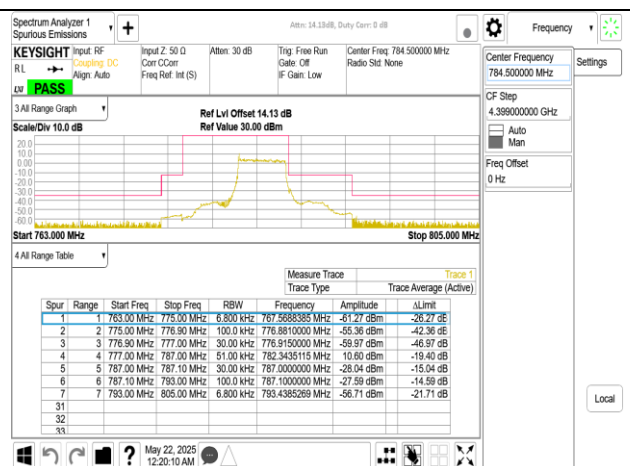 Spectrum Analyzer 1
Spurious Emissions
Attn: 14.13dB, Duty Corr: 0 dB
Frequency
KEYSIGHT Input: RF Input Z: 50 Ω Atten: 30 dB Trig: Free Run Center Freq: 784.500000 MHz
RL Coupling: DC Corr CCorr Gate: Off Radio Std: None
Align: Auto Freq Ref: Int (S) IF Gain: Low
LXI PASS
Center Frequency
784.500000 MHz
Settings
CF Step
4.399000000 GHz
Auto
Man
Freq Offset
0 Hz
3 All Range Graph
Ref Lvl Offset 14.13 dB
Scale/Div 10.0 dB Ref Value 30.00 dBm
20.0
10.0
0.00
-10.0
-20.0
-30.0
-40.0
-50.0
-60.0
Start 763.000 MHz Stop 805.000 MHz
4 All Range Table
Measure Trace Trace 1
Trace Type Trace Average (Active)
Spur Range Start Freq Stop Freq RBW Frequency Amplitude ΔLimit
1 1 763.00 MHz 775.00 MHz 6.800 kHz 767.5688385 MHz -61.27 dBm -26.27 dB
2 2 775.00 MHz 776.90 MHz 100.0 kHz 776.8810000 MHz -55.36 dBm -42.36 dB
3 3 776.90 MHz 777.00 MHz 30.00 kHz 776.9150000 MHz -59.97 dBm -46.97 dB
4 4 777.00 MHz 787.00 MHz 51.00 kHz 782.3435115 MHz 10.60 dBm -19.40 dB
5 5 787.00 MHz 787.10 MHz 30.00 kHz 787.0000000 MHz -28.04 dBm -15.04 dB
6 6 787.10 MHz 793.00 MHz 100.0 kHz 787.1000000 MHz -27.59 dBm -14.59 dB
7 7 793.00 MHz 805.00 MHz 6.800 kHz 793.4385269 MHz -56.71 dBm -21.71 dB
31
32
33
Local
May 22, 2025
12:20:10 AM